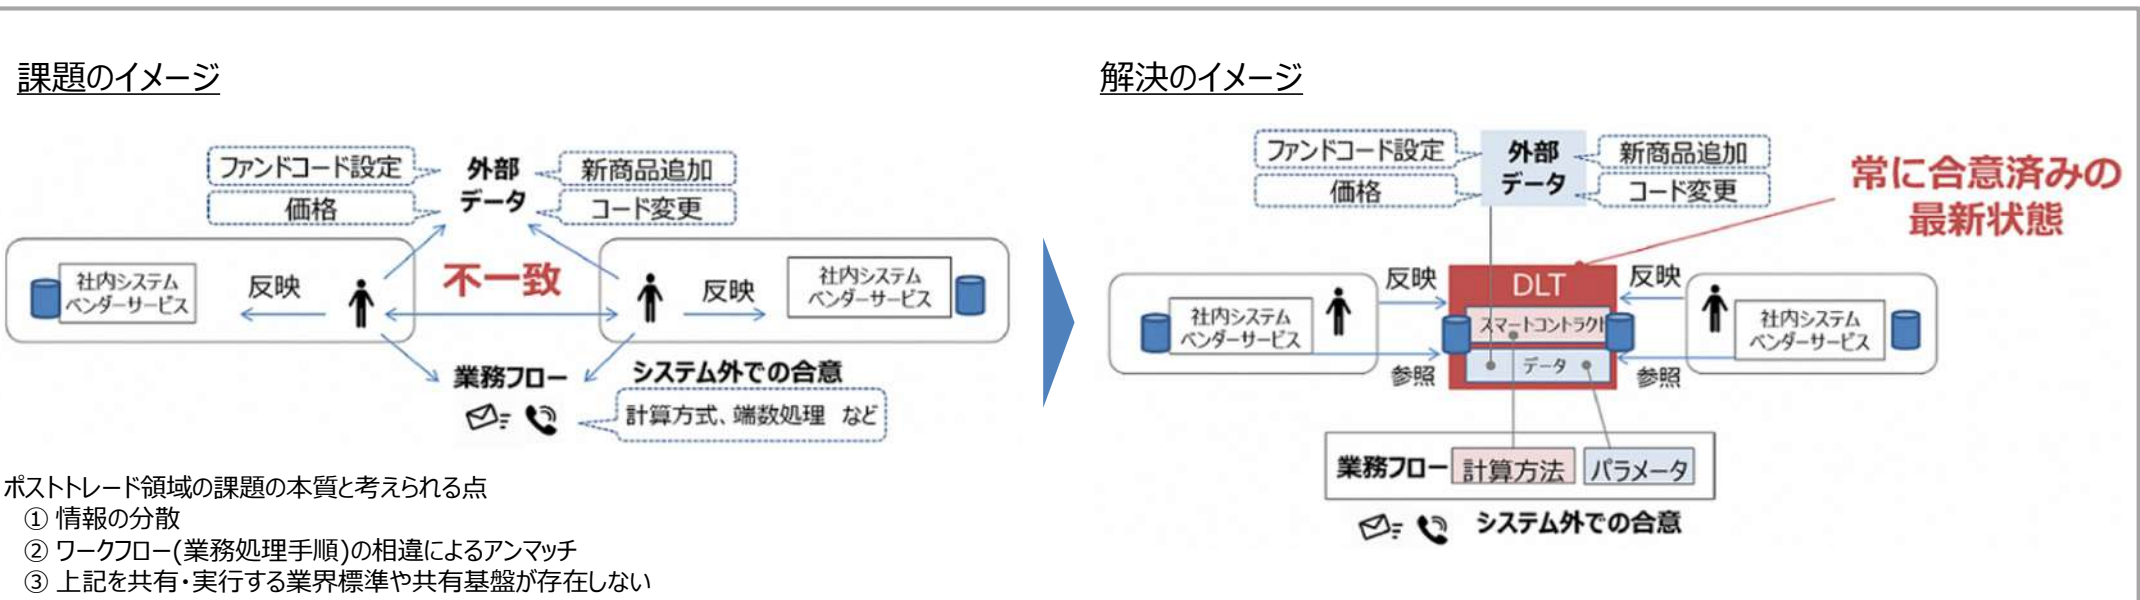 課題のイメージ
ファンドコード設定
価格
外部
データ
新商品追加
コード変更
社内システム
ベンダーサービス
反映
不一致
反映
社内システム
ベンダーサービス
業務フロー
システム外での合意
計算方式、端数処理 など
ポストトレード領域の課題の本質と考えられる点
① 情報の分散
② ワークフロー(業務処理手順)の相違によるアンマッチ
③ 上記を共有・実行する業界標準や共有基盤が存在しない
解決のイメージ
ファンドコード設定
価格
外部
データ
新商品追加
コード変更
常に合意済みの
最新状態
社内システム
ベンダーサービス
反映
参照
DLT
スマートコントラクト
データ
反映
参照
社内システム
ベンダーサービス
業務フロー
計算方法
パラメータ
システム外での合意